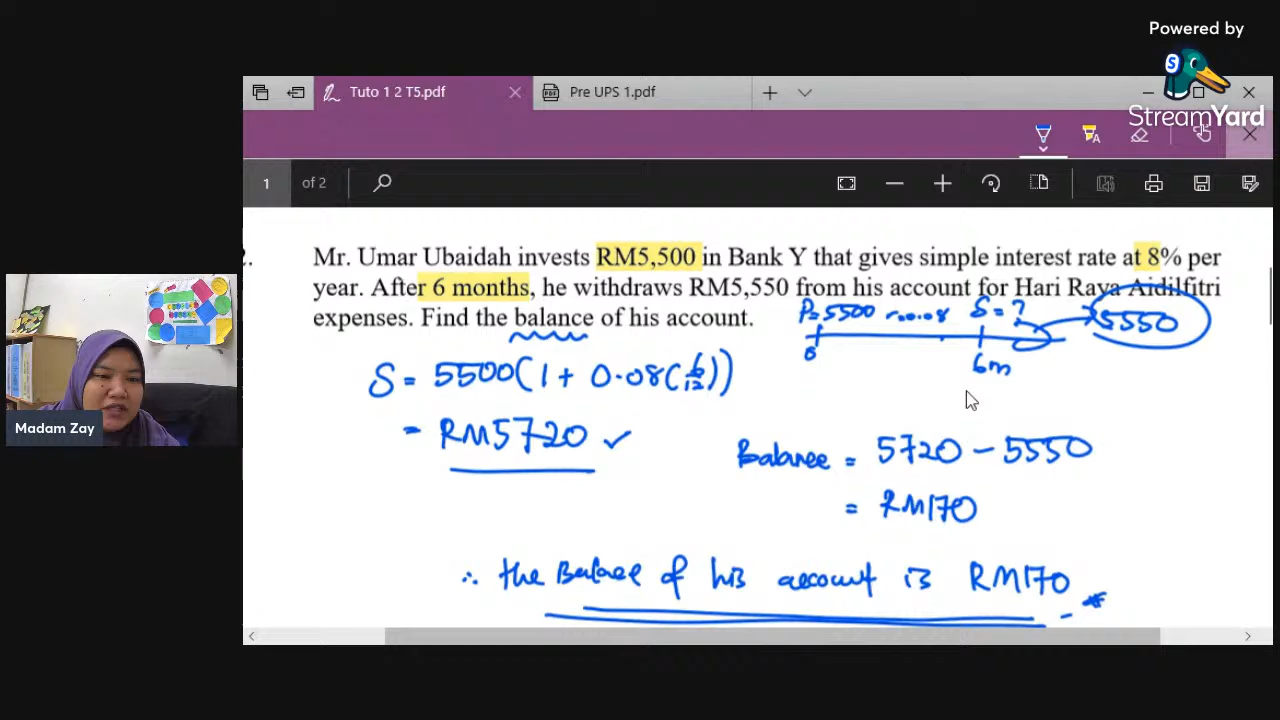 Powered by
StreamYard
Tuto 1 2 T5.pdf
Pre UPS 1.pdf
1 of 2
2.
Mr. Umar Ubaidah invests RM5,500 in Bank Y that gives simple interest rate at 8% per
year. After 6 months, he withdraws RM5,550 from his account for Hari Raya Aidilfitri
expenses. Find the balance of his account.
P=5500 r=0.08 S = ?
5550
0
6m
S = 5500(1 + 0.08(6/12))
= RM5720 ✓
Balance = 5720 - 5550
= RM170
∴ the Balance of his account is RM170
Madam Zay